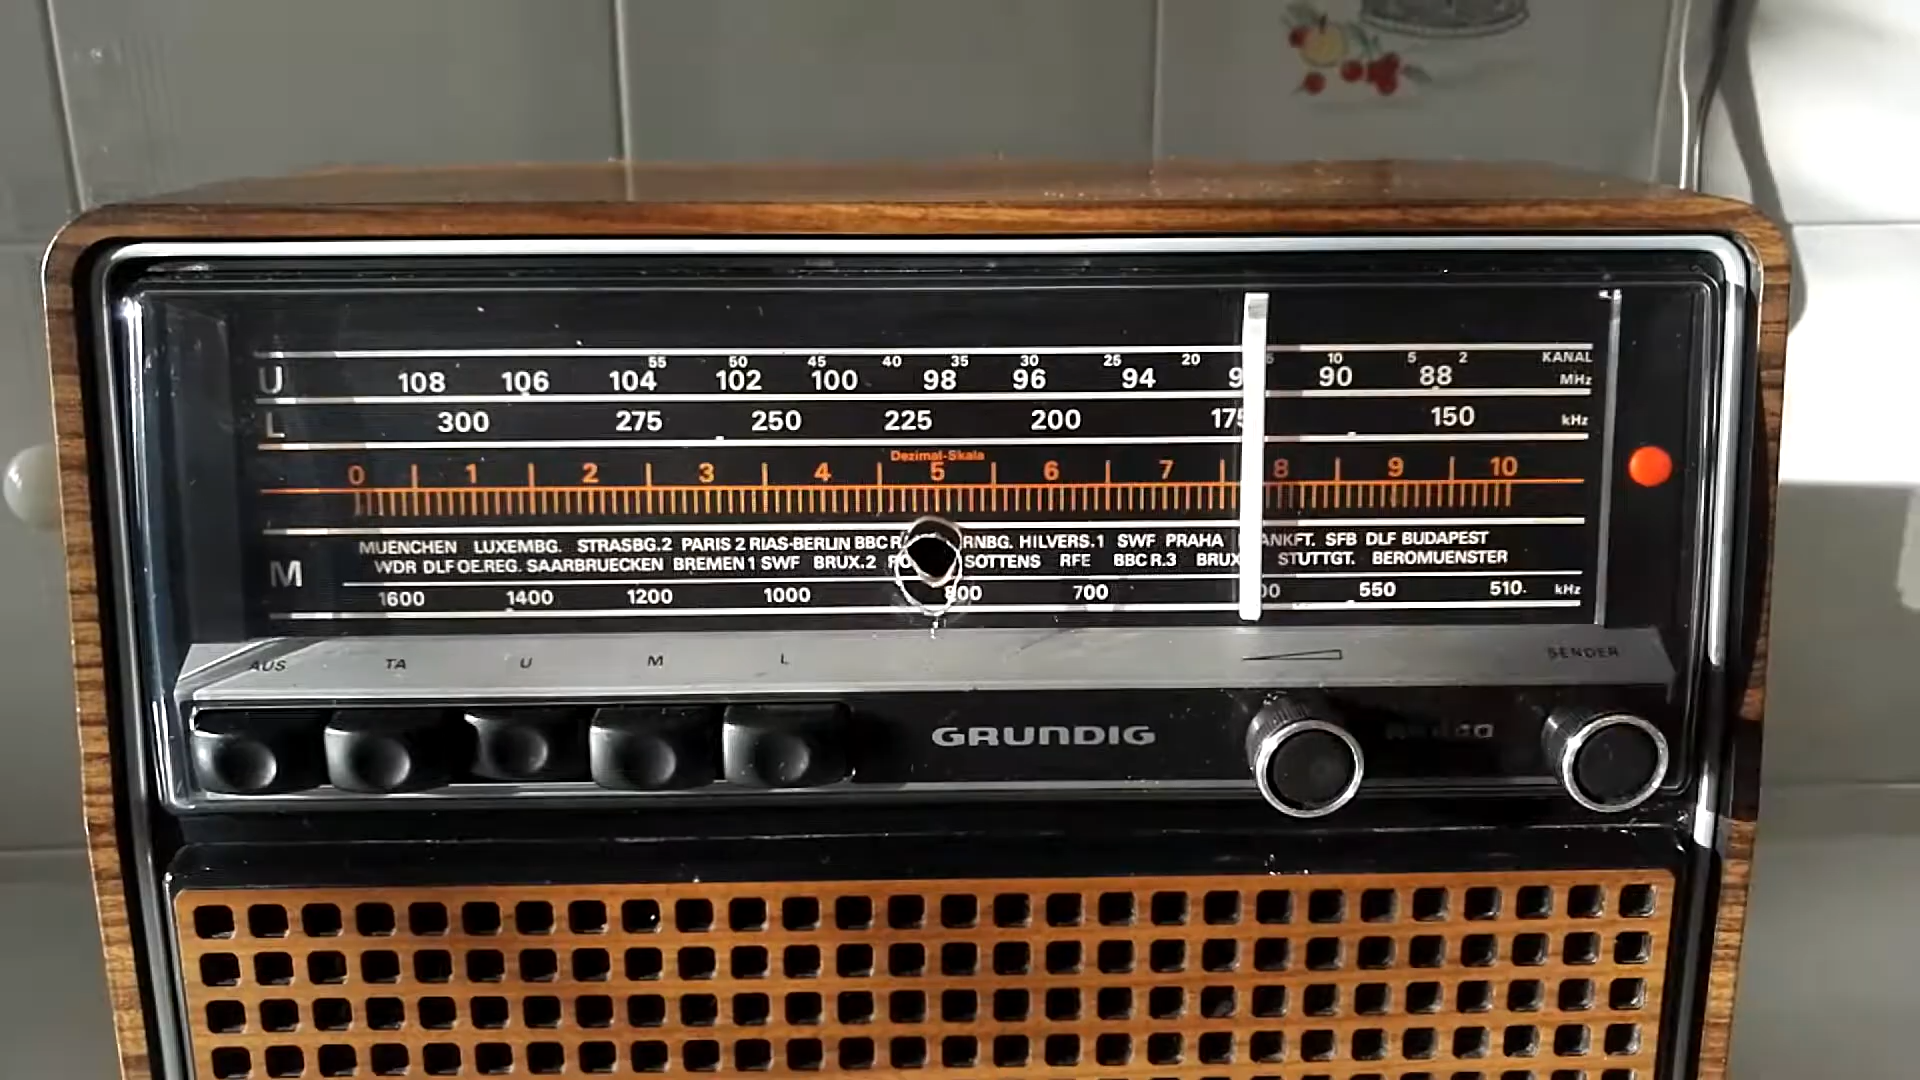 55 50 45 40 35 30 25 20 10 5 2 KANAL
U 108 106 104 102 100 98 96 94 90 88 MHz
L 300 275 250 225 200 175 150 kHz
Dezimal-Skala
0 1 2 3 4 5 6 7 8 9 10
MUENCHEN LUXEMBG. STRASBG.2 PARIS 2 RIAS-BERLIN BBC HILVERS.1 SWF PRAHA SFB DLF BUDAPEST
M WDR DLF OE.REG. SAARBRUECKEN BREMEN 1 SWF BRUX.2 SOTTENS RFE BBC R.3 BRUX STUTTGT. BEROMUENSTER
1600 1400 1200 1000 800 700 550 510 kHz
AUS TA U M L SENDER
GRUNDIG